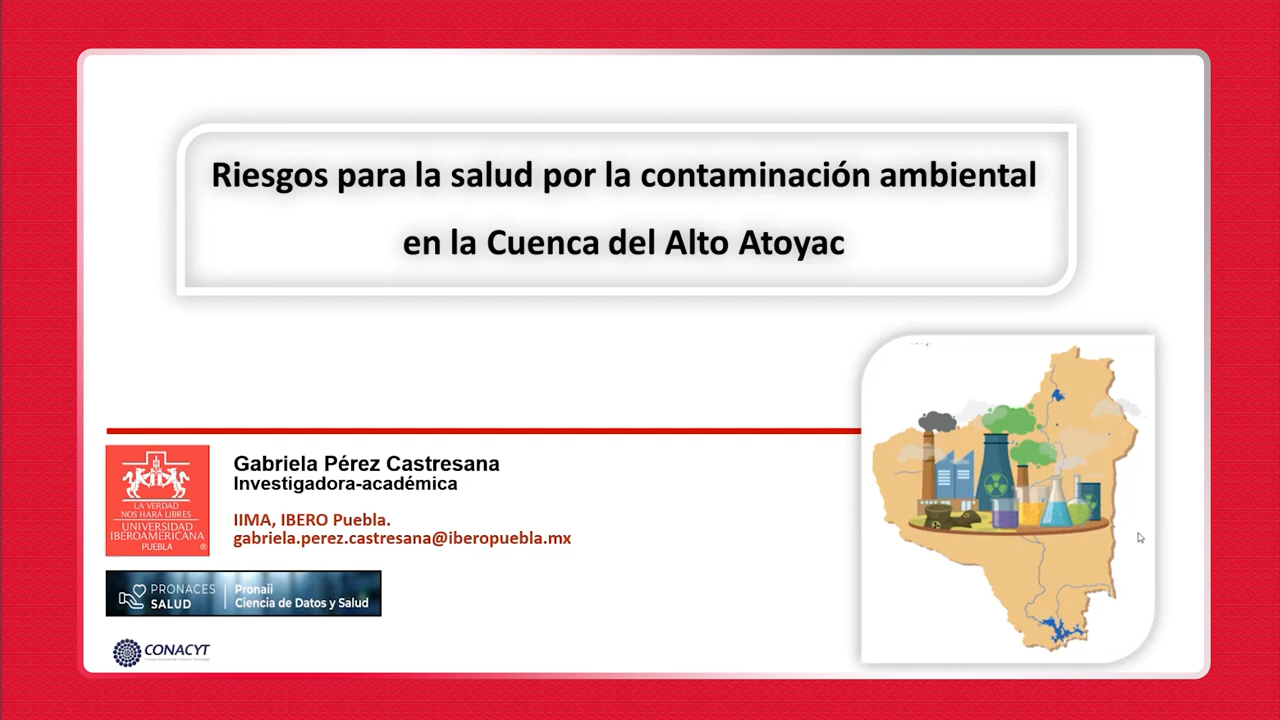 Riesgos para la salud por la contaminación ambiental
en la Cuenca del Alto Atoyac
Gabriela Pérez Castresana
Investigadora-académica
IIMA, IBERO Puebla.
gabriela.perez.castresana@iberopuebla.mx
LA VERDAD
NOS HARÁ LIBRES
UNIVERSIDAD
IBEROAMERICANA
PUEBLA ®
PRONACES
SALUD
Pronaii
Ciencia de Datos y Salud
CONACYT